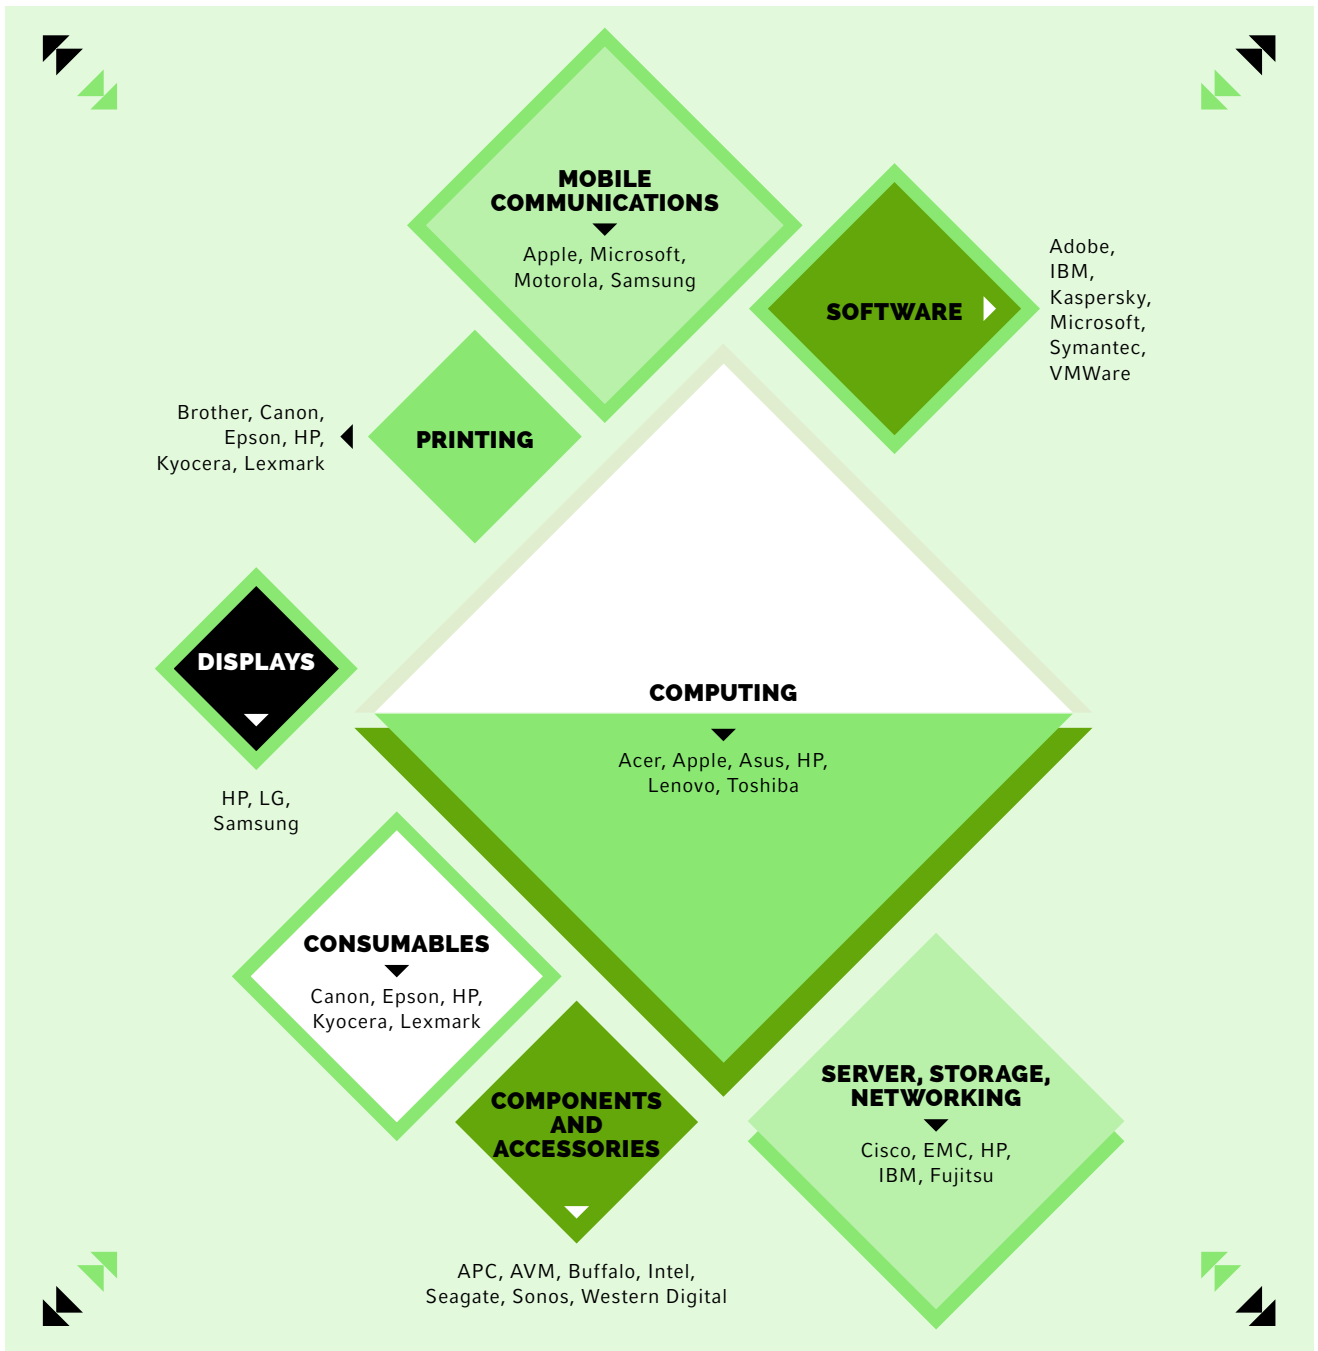 MOBILE
COMMUNICATIONS
Apple, Microsoft,
Motorola, Samsung
SOFTWARE
Adobe,
IBM,
Kaspersky,
Microsoft,
Symantec,
VMWare
PRINTING
Brother, Canon,
Epson, HP,
Kyocera, Lexmark
DISPLAYS
HP, LG,
Samsung
COMPUTING
Acer, Apple, Asus, HP,
Lenovo, Toshiba
CONSUMABLES
Canon, Epson, HP,
Kyocera, Lexmark
COMPONENTS
AND
ACCESSORIES
APC, AVM, Buffalo, Intel,
Seagate, Sonos, Western Digital
SERVER, STORAGE,
NETWORKING
Cisco, EMC, HP,
IBM, Fujitsu